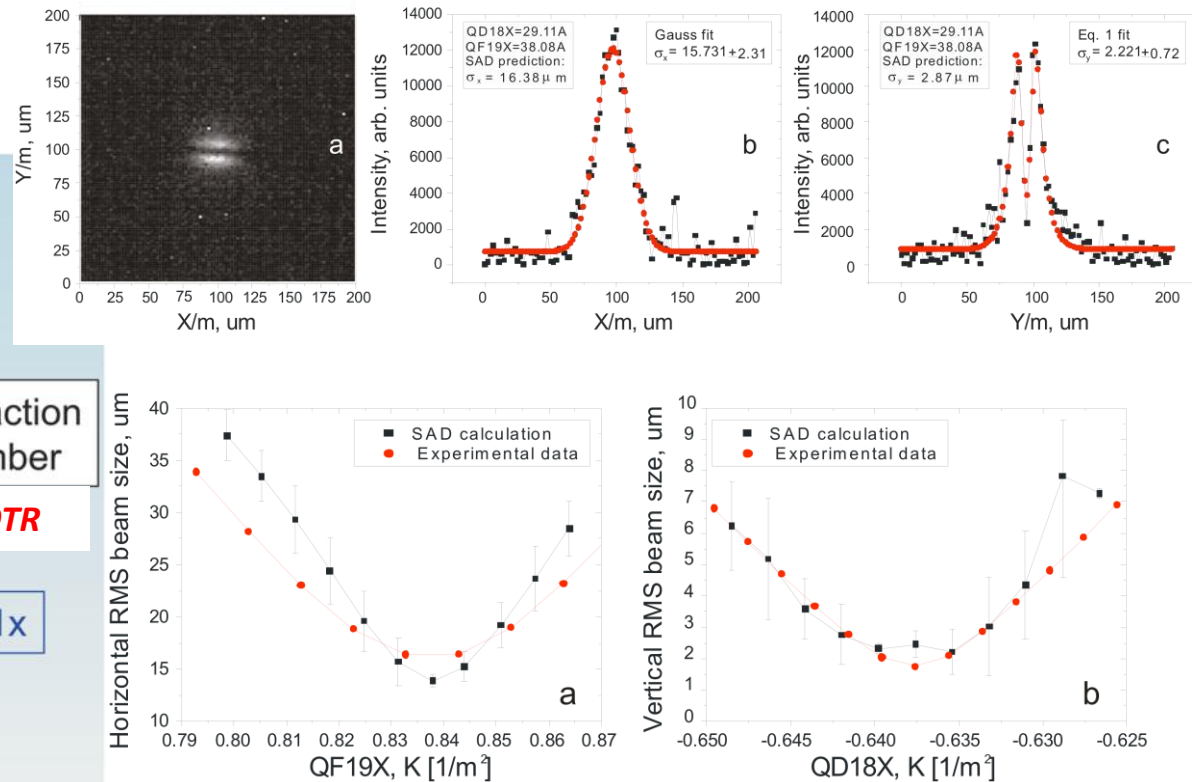 200
175
150
125
100
75
50
25
0
Y/m, um
a
0 25 50 75 100 125 150 175 200
X/m, um
14000
12000
10000
8000
6000
4000
2000
0
Intensity, arb. units
QD18X=29.11A
QF19X=38.08A
SAD prediction:
σx = 16.38μm
Gauss fit
σx = 15.731+2.31
b
0 50 100 150 200
X/m, um
14000
12000
10000
8000
6000
4000
2000
0
Intensity, arb. units
QD18X=29.11A
QF19X=38.08A
SAD prediction:
σy = 2.87μm
Eq. 1 fit
σy = 2.221+0.72
c
0 50 100 150 200
Y/m, um
action
nber
OTR
1x
40
35
30
25
20
15
10
Horizontal RMS beam size, um
SAD calculation
Experimental data
a
0.79 0.80 0.81 0.82 0.83 0.84 0.85 0.86 0.87
QF19X, K [1/m²]
10
9
8
7
6
5
4
3
2
1
0
Vertical RMS beam size, um
SAD calculation
Experimental data
b
-0.650 -0.645 -0.640 -0.635 -0.630 -0.625
QD18X, K [1/m²]